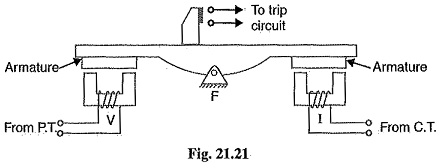 To trip
circuit
Armature
Armature
F
V
I
From P.T.
From C.T.
Fig. 21.21